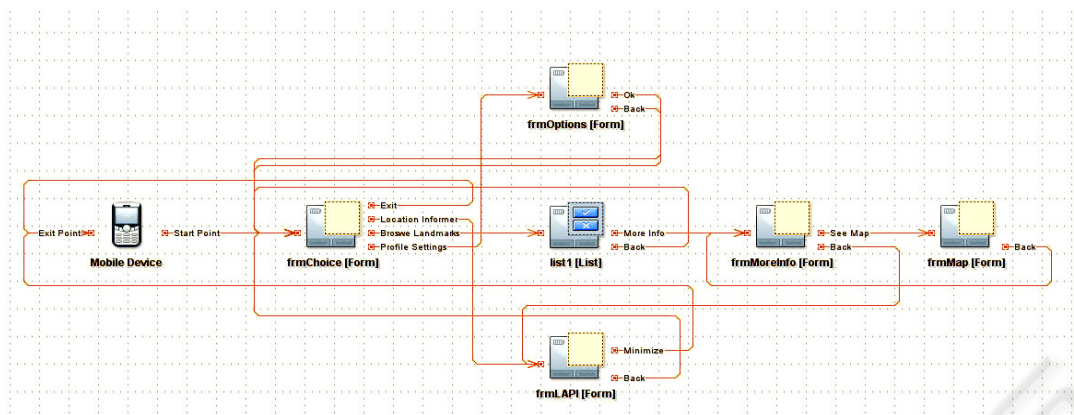 Ok
Back
frmOptions [Form]
Exit
Location Informer
Exit Point
Start Point
Broswe Landmarks
More Info
See Map
Profile Settings
Back
Back
Back
Mobile Device
frmChoice [Form]
list1 [List]
frmMoreInfo [Form]
frmMap [Form]
Minimize
Back
frmLAPI [Form]